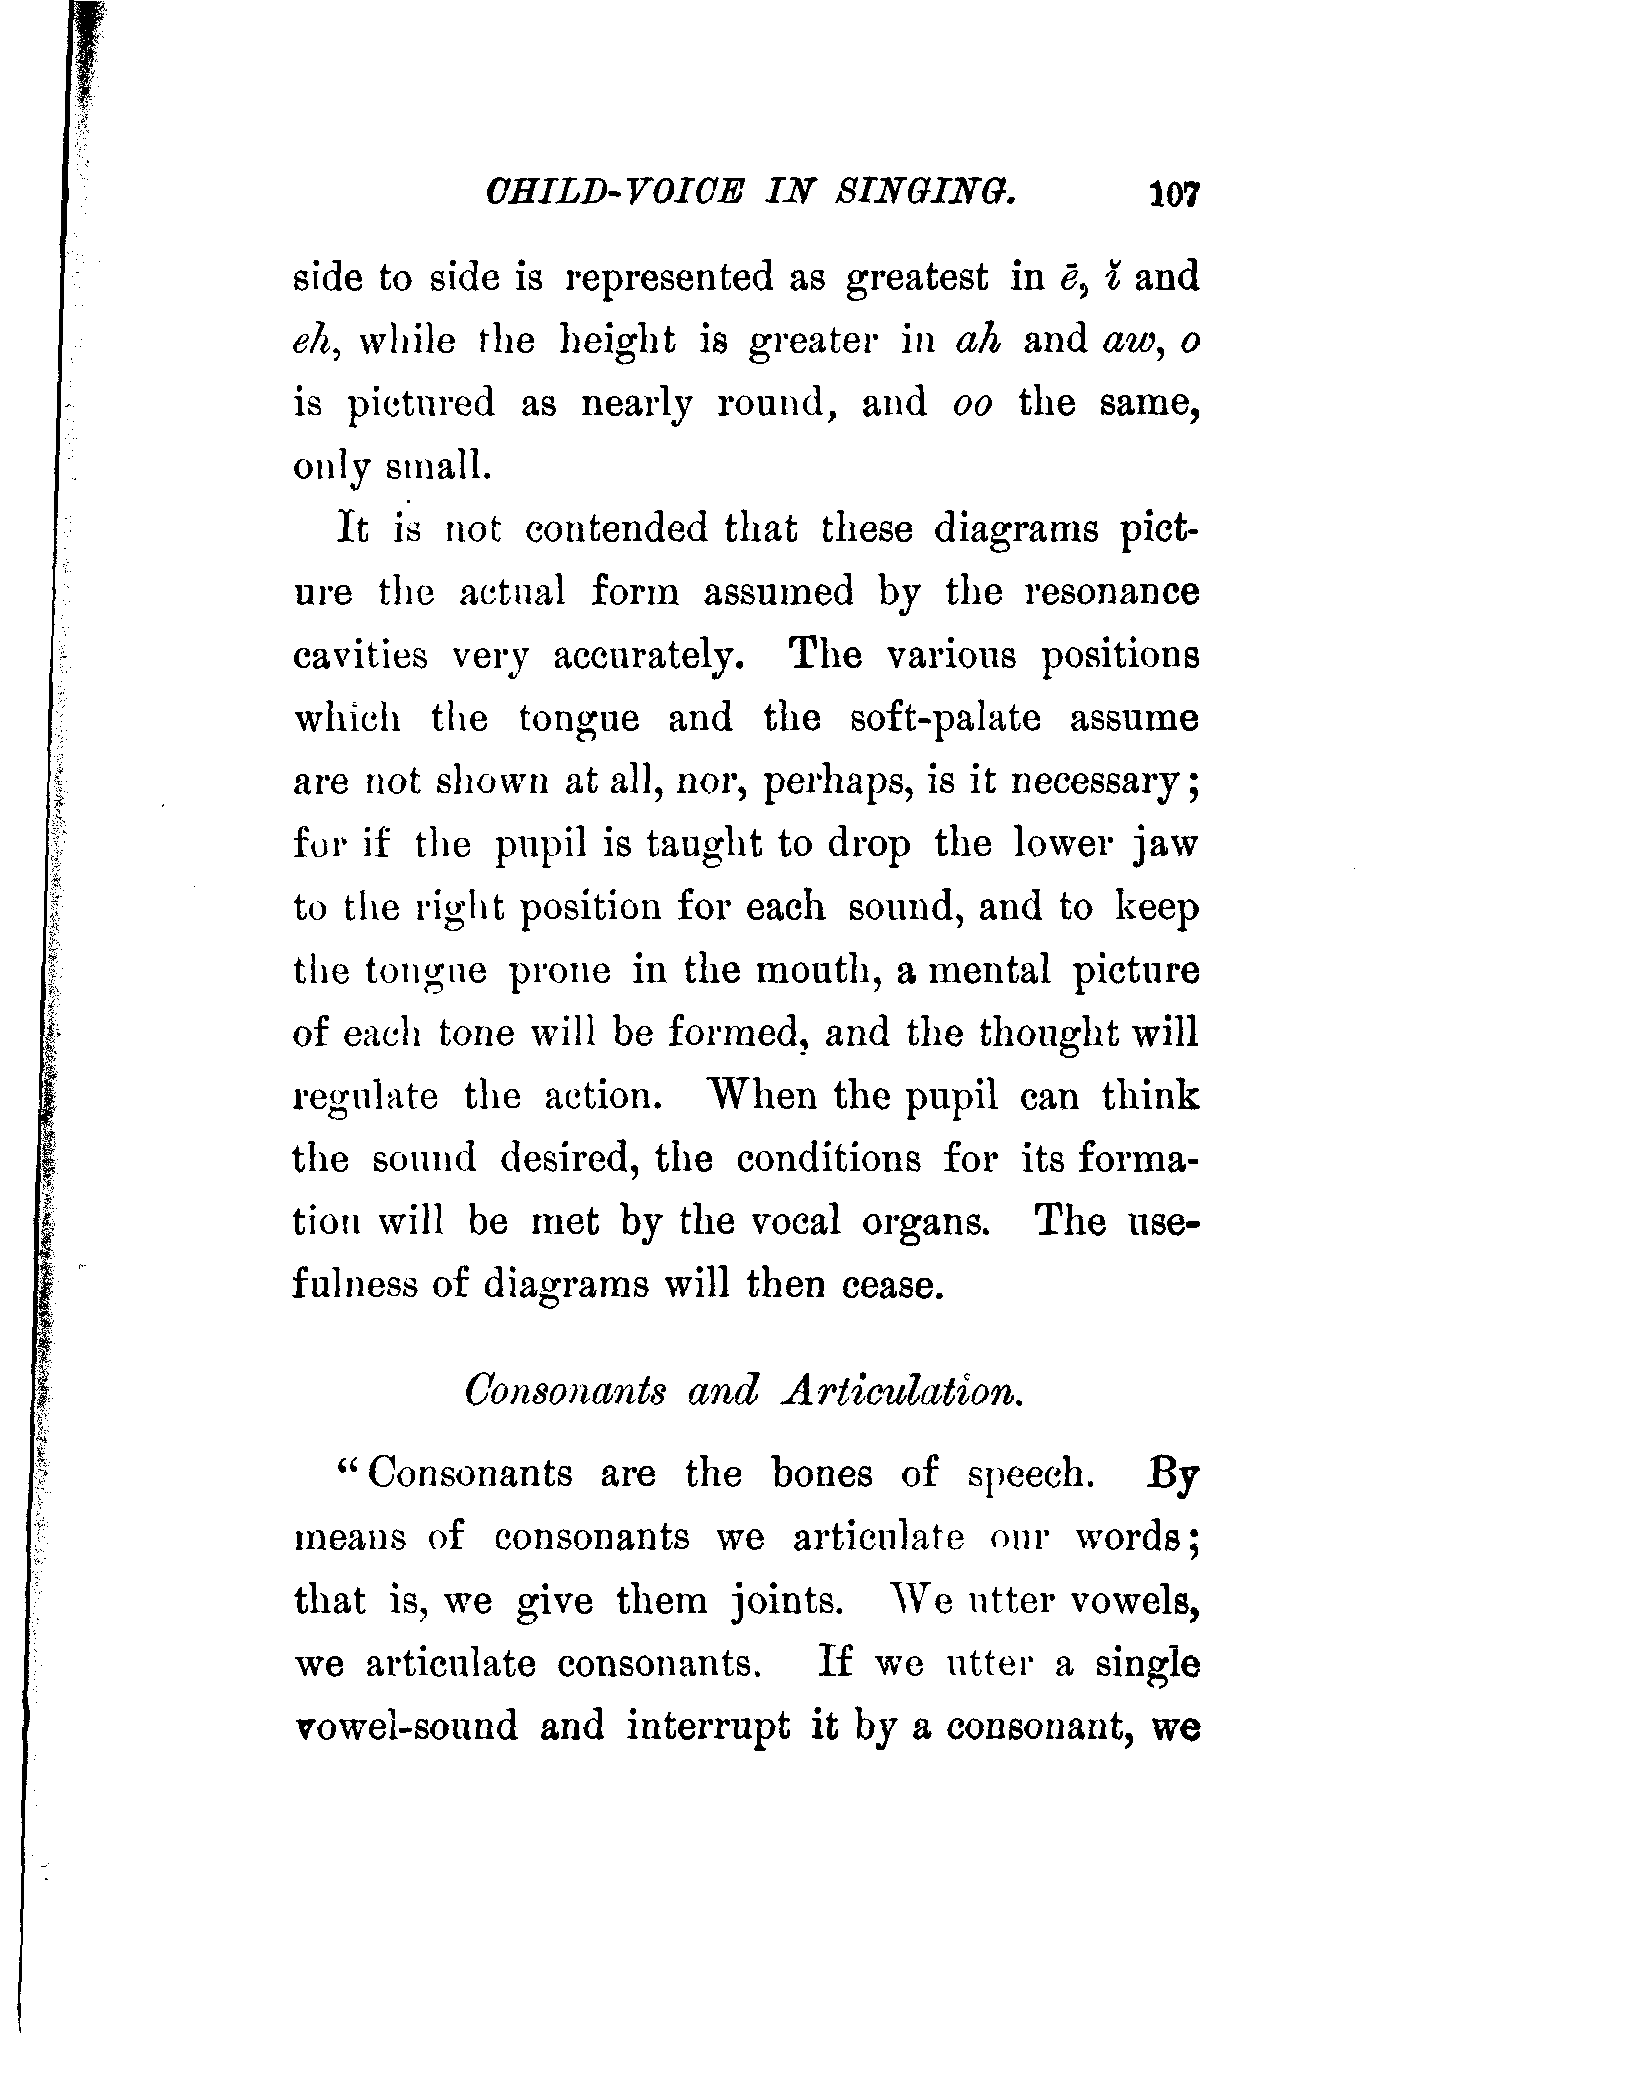 CHILD-VOICE IN SINGING. 107
side to side is represented as greatest in ē, ĭ and
eh, while the height is greater in ah and aw, o
is pictured as nearly round, and oo the same,
only small.
It is not contended that these diagrams pict-
ure the actual form assumed by the resonance
cavities very accurately. The various positions
which the tongue and the soft-palate assume
are not shown at all, nor, perhaps, is it necessary;
for if the pupil is taught to drop the lower jaw
to the right position for each sound, and to keep
the tongue prone in the mouth, a mental picture
of each tone will be formed, and the thought will
regulate the action. When the pupil can think
the sound desired, the conditions for its forma-
tion will be met by the vocal organs. The use-
fulness of diagrams will then cease.
Consonants and Articulation.
“Consonants are the bones of speech. By
means of consonants we articulate our words;
that is, we give them joints. We utter vowels,
we articulate consonants. If we utter a single
vowel-sound and interrupt it by a consonant, we